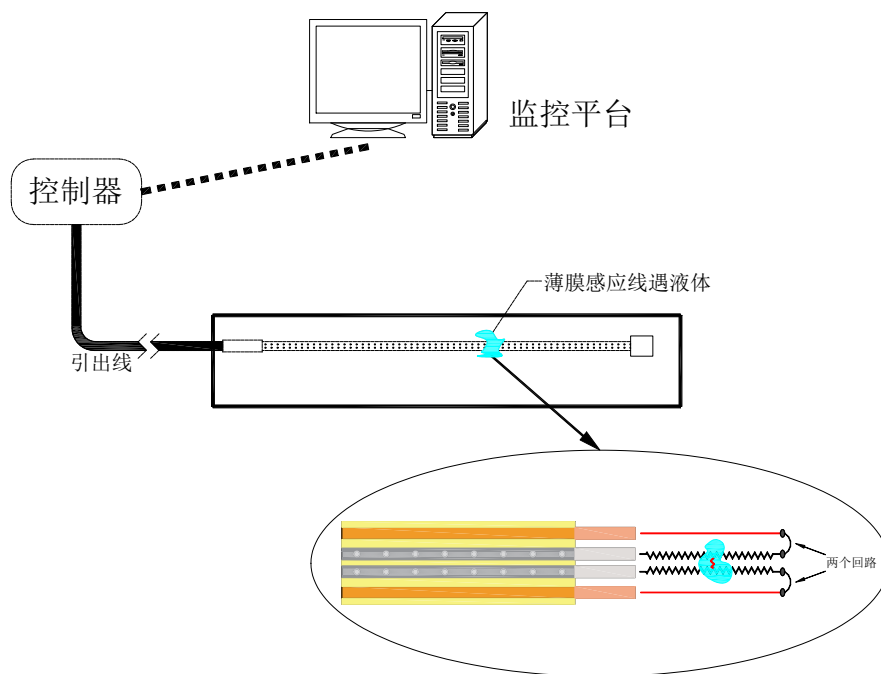 监控平台
控制器
薄膜感应线遇液体
引出线
两个回路